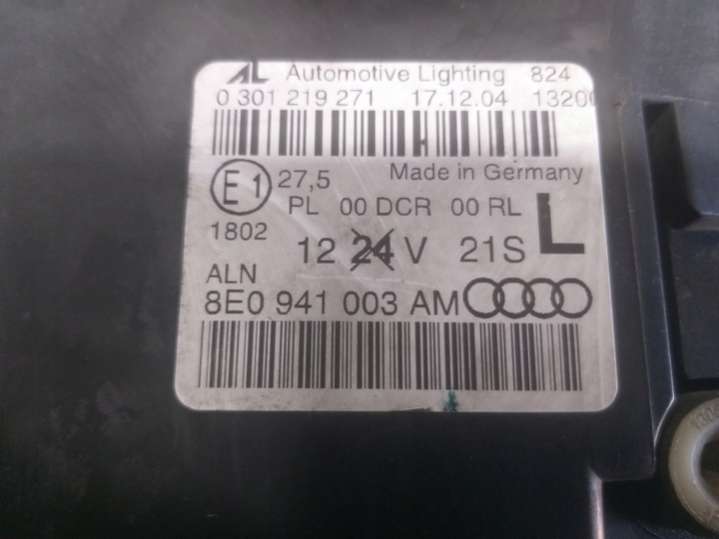 AL Automotive Lighting 824
0 301 219 271 17.12.04 1320
E1 27,5 Made in Germany
PL 00 DCR 00 RL
1802 12 24 V 21S L
ALN
8E0 941 003 AM